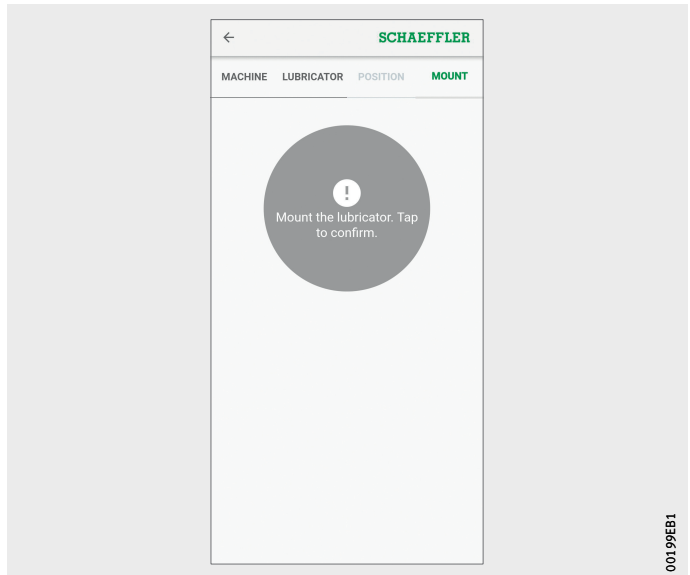 SCHAEFFLER
MACHINE LUBRICATOR POSITION MOUNT
!
Mount the lubricator. Tap
to confirm.
00199EB1